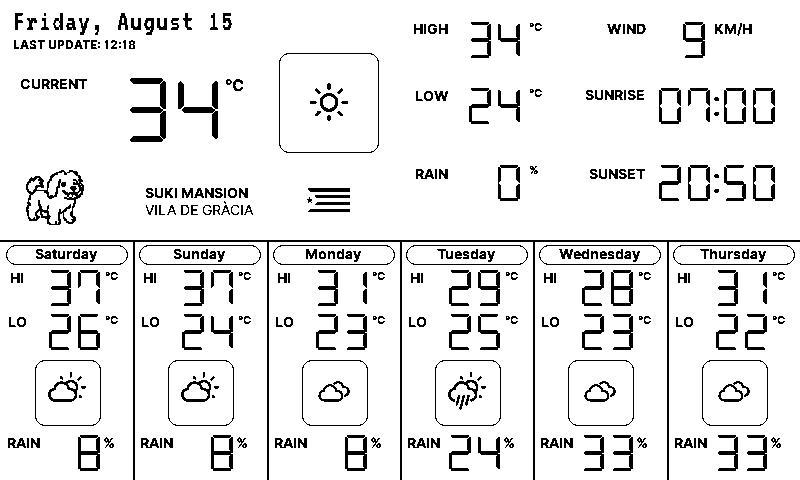 Friday, August 15
LAST UPDATE: 12:18
CURRENT 34 °C
SUKI MANSION
VILA DE GRÀCIA
HIGH 34 °C
LOW 24 °C
RAIN 0 %
WIND 9 KM/H
SUNRISE 07:00
SUNSET 20:50
Saturday
HI 37 °C
LO 26 °C
RAIN 8 %
Sunday
HI 37 °C
LO 24 °C
RAIN 8 %
Monday
HI 31 °C
LO 23 °C
RAIN 8 %
Tuesday
HI 29 °C
LO 25 °C
RAIN 24 %
Wednesday
HI 28 °C
LO 23 °C
RAIN 33 %
Thursday
HI 31 °C
LO 22 °C
RAIN 33 %